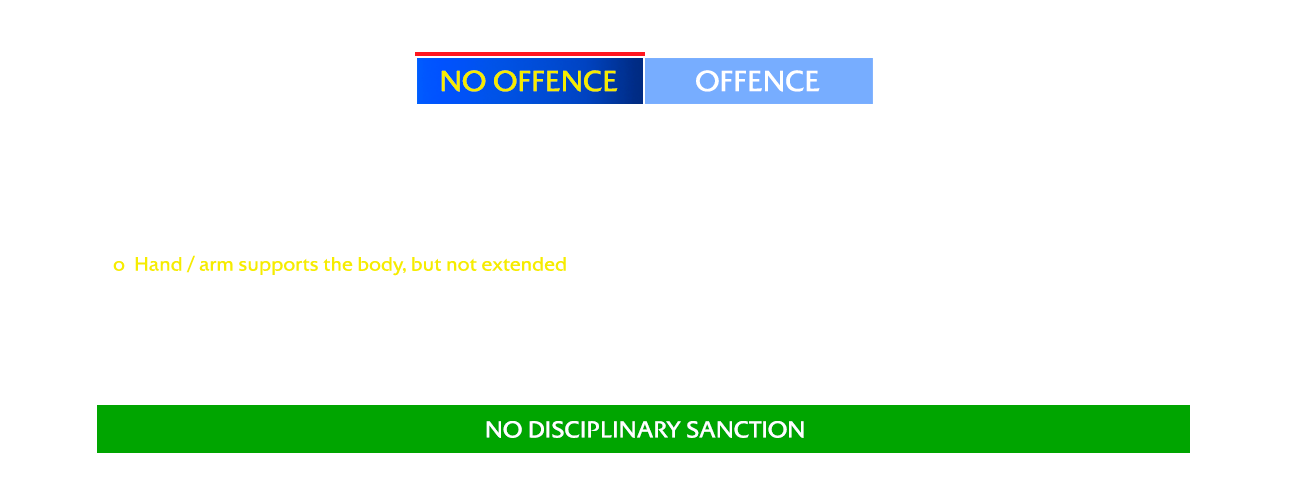 NO OFFENCE
OFFENCE
o Hand / arm supports the body, but not extended
NO DISCIPLINARY SANCTION